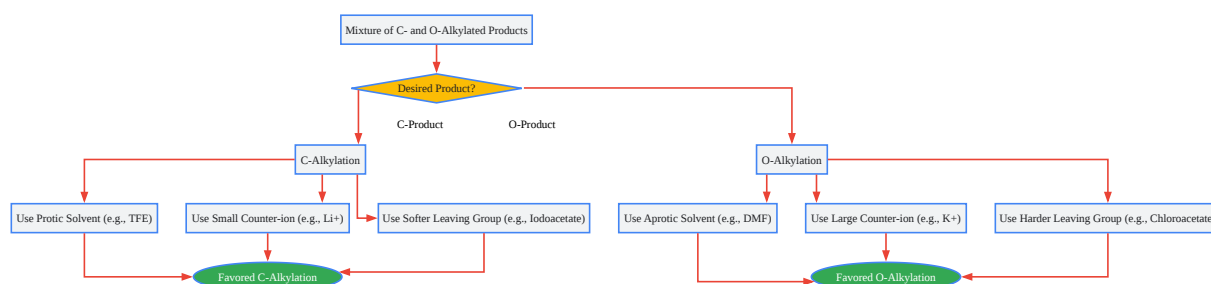 Mixture of C- and O-Alkylated Products
Desired Product?
C-Product
O-Product
C-Alkylation
O-Alkylation
Use Protic Solvent (e.g., TFE)
Use Small Counter-ion (e.g., Li+)
Use Softer Leaving Group (e.g., Iodoacetate)
Use Aprotic Solvent (e.g., DMF)
Use Large Counter-ion (e.g., K+)
Use Harder Leaving Group (e.g., Chloroacetate
Favored C-Alkylation
Favored O-Alkylation